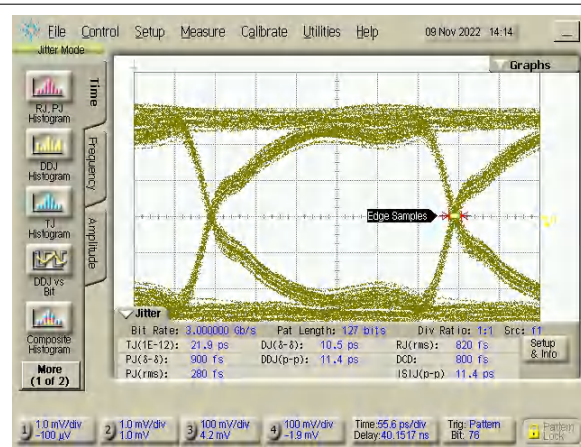 File Control Setup Measure Calibrate Utilities Help 09 Nov 2022 14:14
Jitter Mode
Graphs
RJ, PJ
Histogram
DDJ
Histogram
TJ
Histogram
DDJ vs
Bit
Composite
Histogram
More
(1 of 2)
Time
Frequency
Amplitude
Edge Samples
f1
Jitter
Bit Rate: 3.000000 Gb/s Pat Length: 127 bits Div Ratio: 1:1 Src: f1
TJ(1E-12): 21.9 ps DJ(δ-δ): 10.5 ps RJ(rms): 820 fs
PJ(δ-δ): 900 fs DDJ(p-p): 11.4 ps DCD: 800 fs
PJ(rms): 280 fs ISIJ(p-p) 11.4 ps
Setup
& Info
1) 1.0 mV/div 2) 1.0 mV/div 3) 100 mV/div 4) 100 mV/div Time:55.6 ps/div Trig: Pattern Pattern
-100 µV 1.0 mV 4.2 mV -1.9 mV Delay:40.1517 ns Bit: 76 Lock